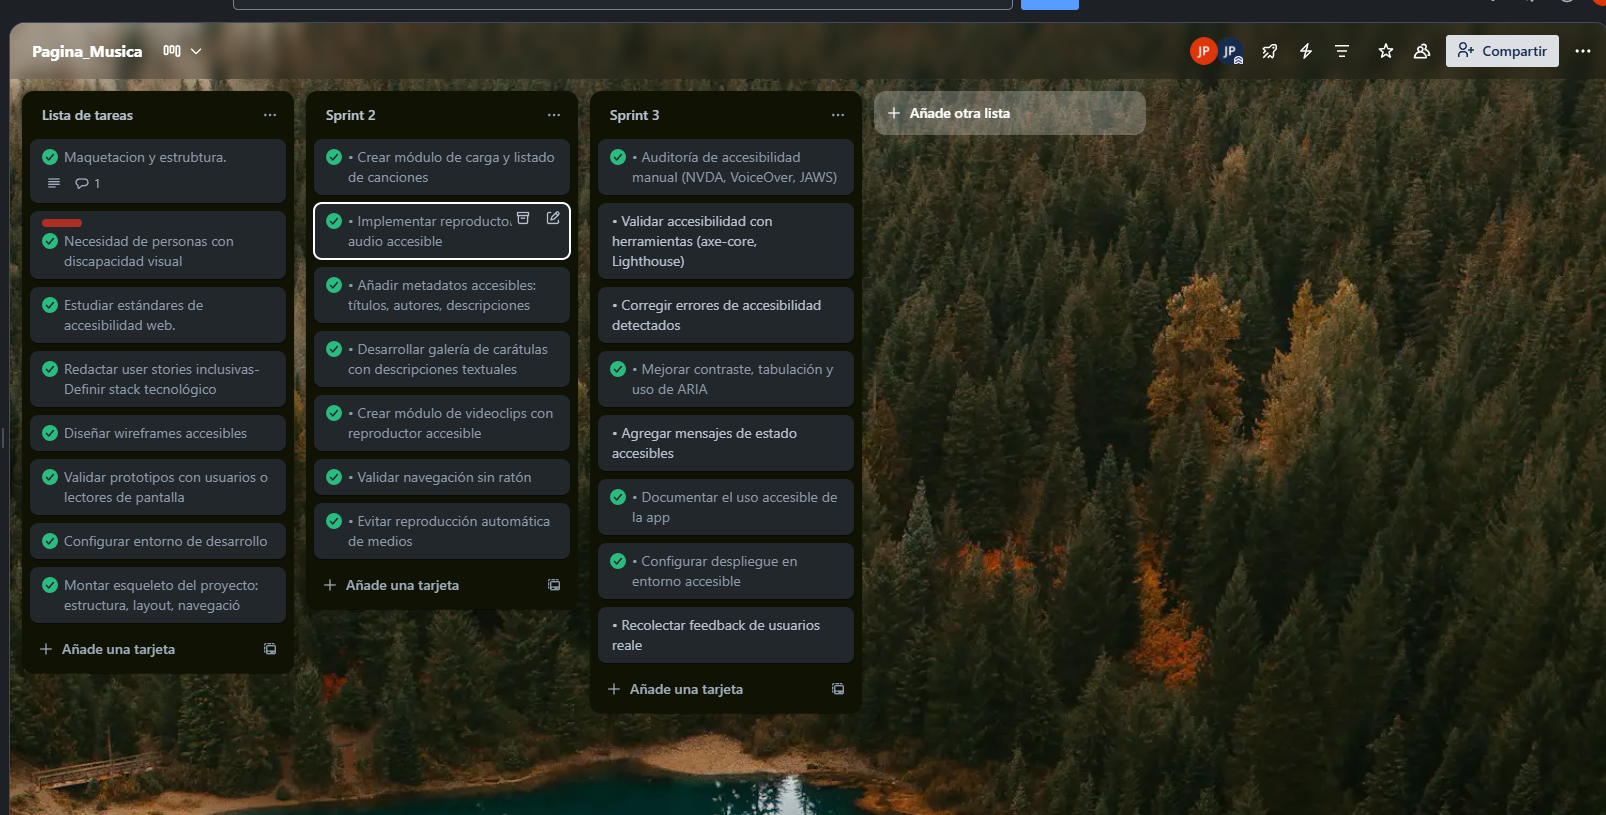 Pagina_Musica
JP
JP
Compartir
Lista de tareas
Maquetacion y estrubtura.
1
Necesidad de personas con
discapacidad visual
Estudiar estándares de
accesibilidad web.
Redactar user stories inclusivas-
Definir stack tecnológico
Diseñar wireframes accesibles
Validar prototipos con usuarios o
lectores de pantalla
Configurar entorno de desarrollo
Montar esqueleto del proyecto:
estructura, layout, navegació
Añade una tarjeta
Sprint 2
• Crear módulo de carga y listado
de canciones
• Implementar reproducto
audio accesible
• Añadir metadatos accesibles:
títulos, autores, descripciones
• Desarrollar galería de carátulas
con descripciones textuales
• Crear módulo de videoclips con
reproductor accesible
• Validar navegación sin ratón
• Evitar reproducción automática
de medios
Añade una tarjeta
Sprint 3
• Auditoría de accesibilidad
manual (NVDA, VoiceOver, JAWS)
• Validar accesibilidad con
herramientas (axe-core,
Lighthouse)
• Corregir errores de accesibilidad
detectados
• Mejorar contraste, tabulación y
uso de ARIA
• Agregar mensajes de estado
accesibles
• Documentar el uso accesible de
la app
• Configurar despliegue en
entorno accesible
• Recolectar feedback de usuarios
reale
Añade una tarjeta
Añade otra lista